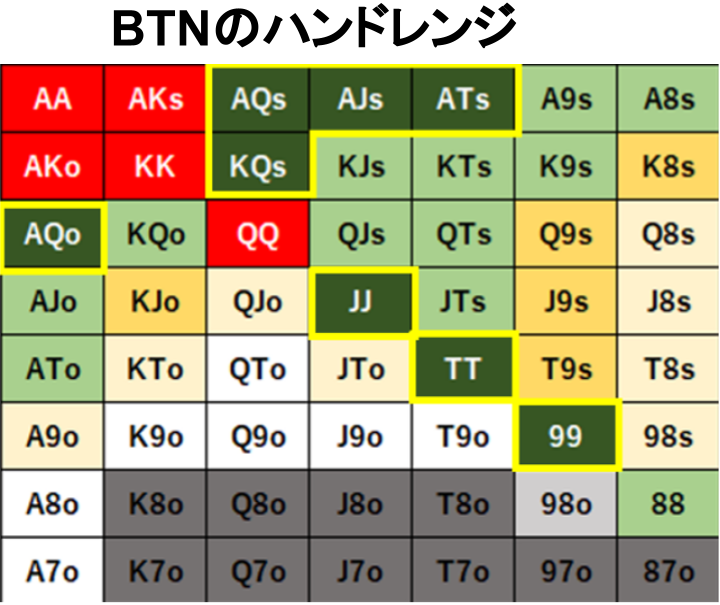 BTNのハンドレンジ
AA AKs AQs AJs ATs A9s A8s
AKo KK KQs KJs KTs K9s K8s
AQo KQo QQ QJs QTs Q9s Q8s
AJo KJo QJo JJ JTs J9s J8s
ATo KTo QTo JTo TT T9s T8s
A9o K9o Q9o J9o T9o 99 98s
A8o K8o Q8o J8o T8o 98o 88
A7o K7o Q7o J7o T7o 97o 87o